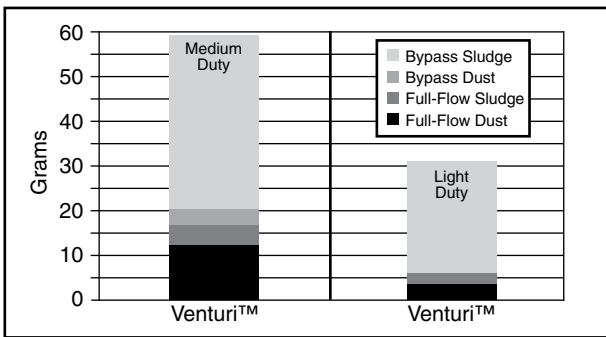 60
50
40
30
20
10
0
Grams
Medium
Duty
Light
Duty
Bypass Sludge
Bypass Dust
Full-Flow Sludge
Full-Flow Dust
Venturi™
Venturi™